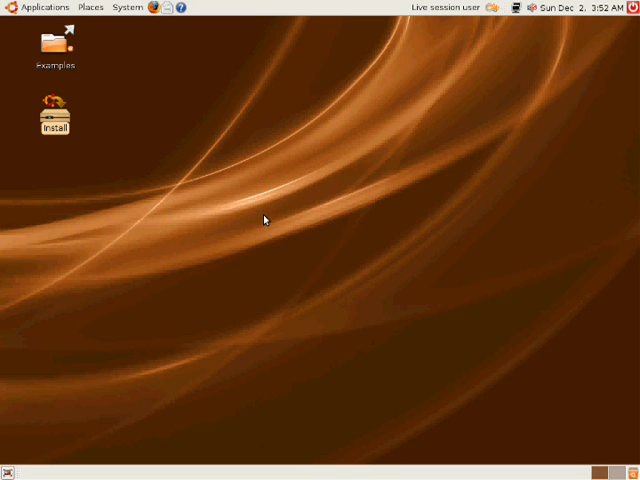 Applications Places System Live session user Sun Dec 2, 3:52 AM
Examples
Install